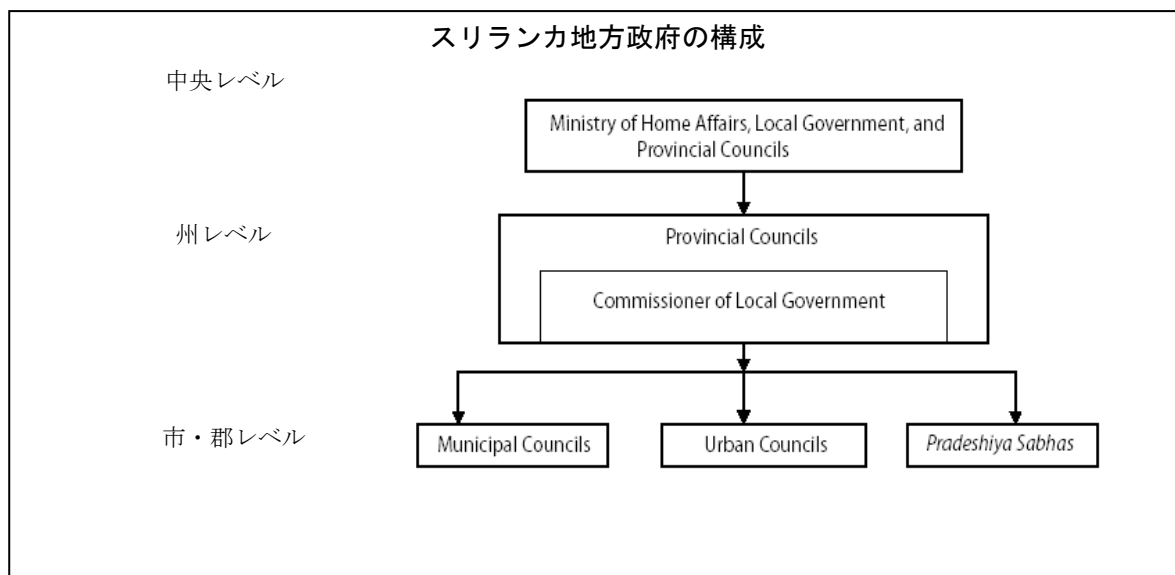 スリランカ地方政府の構成
中央レベル
Ministry of Home Affairs, Local Government, and
Provincial Councils
州レベル
Provincial Councils
Commissioner of Local Government
市・郡レベル
Municipal Councils
Urban Councils
Pradeshiya Sabhas